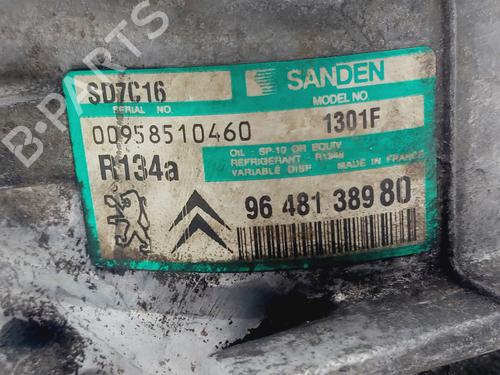 B-PARTS
SANDEN
SD7C16
SERIAL NO.
MODEL NO.
00958510460
1301F
R134a
OIL - SP-10 OR EQUIV
REFRIGERANT - R134a
VARIABLE DISP MADE IN FRANCE
96 481 389 80